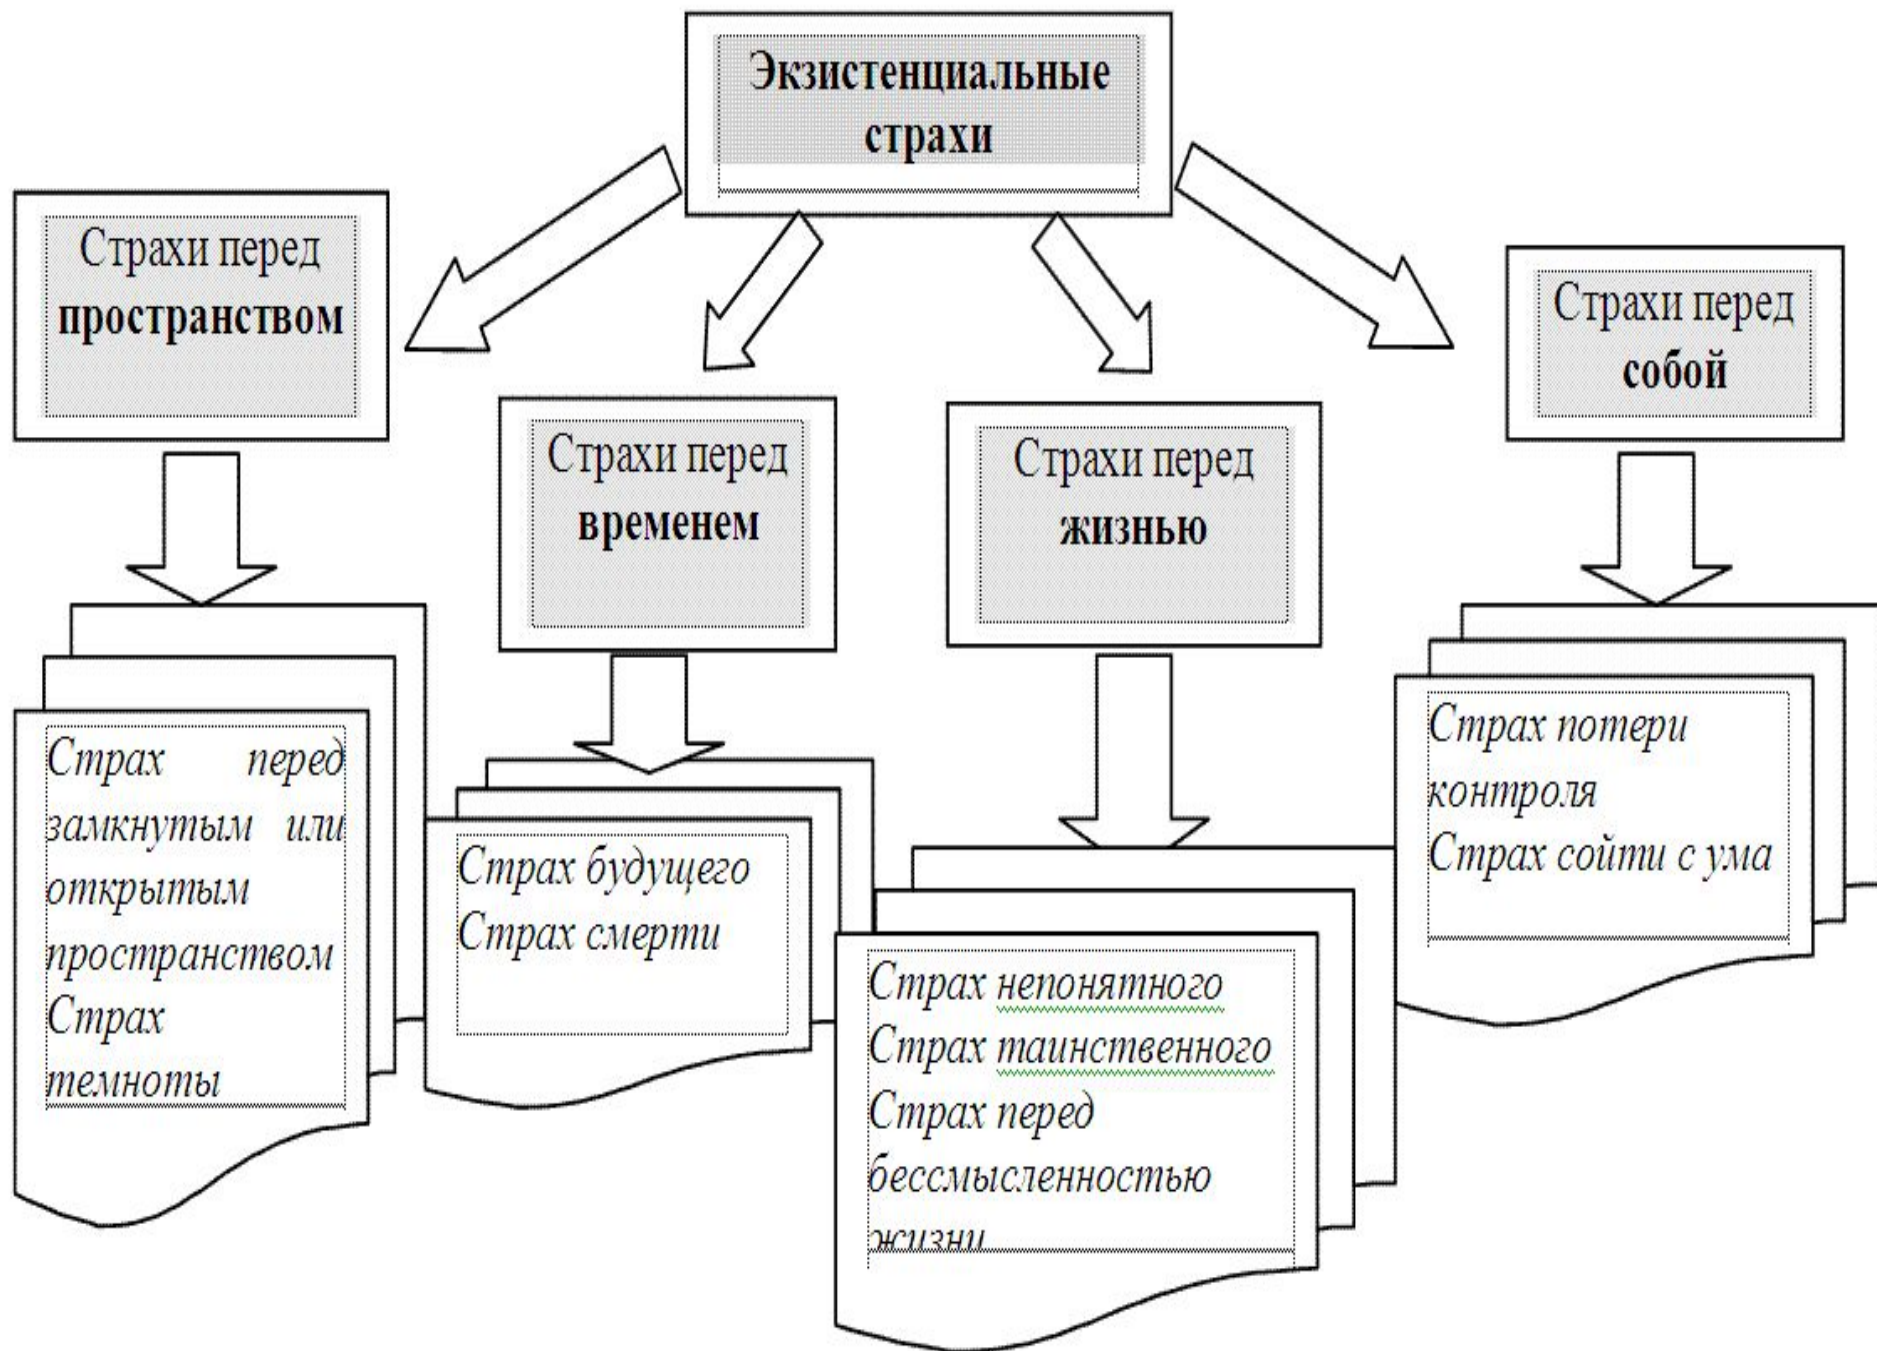 Экзистенциальные
страхи
Страхи перед
пространством
Страхи перед
временем
Страхи перед
жизнью
Страхи перед
собой
Страх перед
замкнутым или
открытым
пространством
Страх
темноты
Страх будущего
Страх смерти
Страх непонятного
Страх таинственного
Страх перед
бессмысленностью
жизни
Страх потери
контроля
Страх сойти с ума